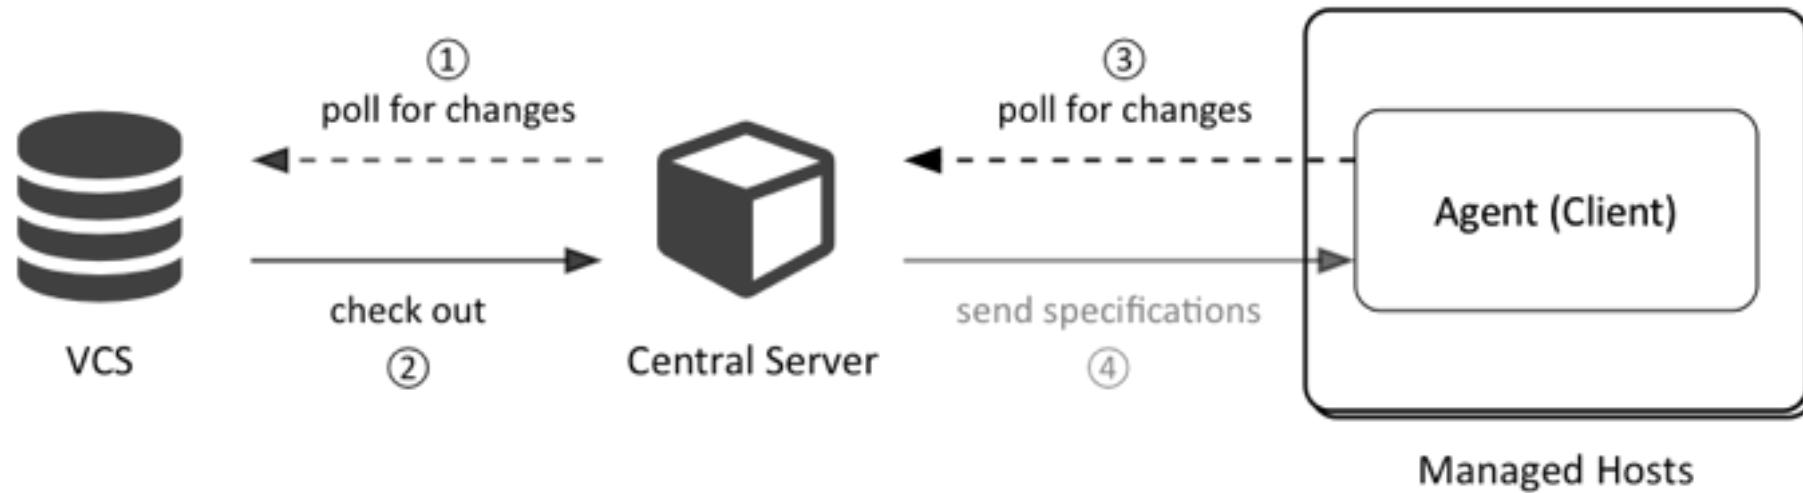 ①
poll for changes
③
poll for changes
Agent (Client)
check out
②
send specifications
④
VCS
Central Server
Managed Hosts